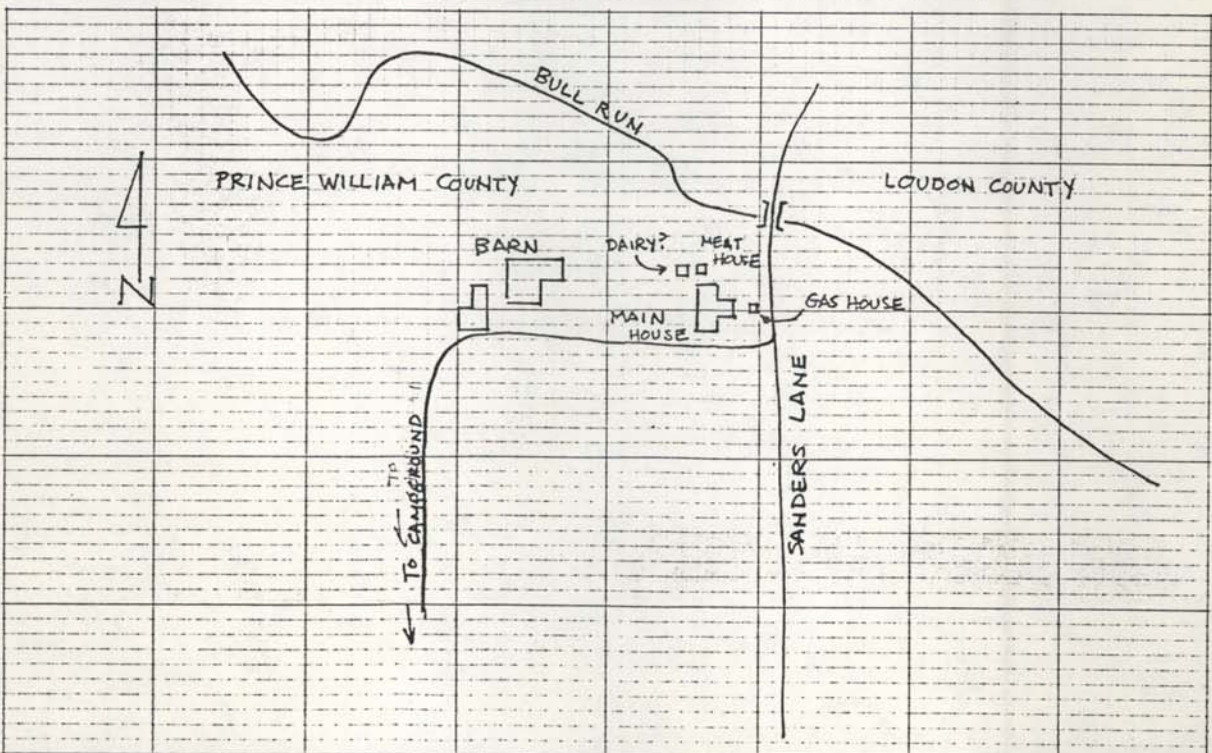 BULL RUN
PRINCE WILLIAM COUNTY
LOUDON COUNTY
BARN
DAIRY?
MEAT
HOUSE
GAS HOUSE
MAIN
HOUSE
SANDERS LANE
TO
TO CAMPGROUND
N